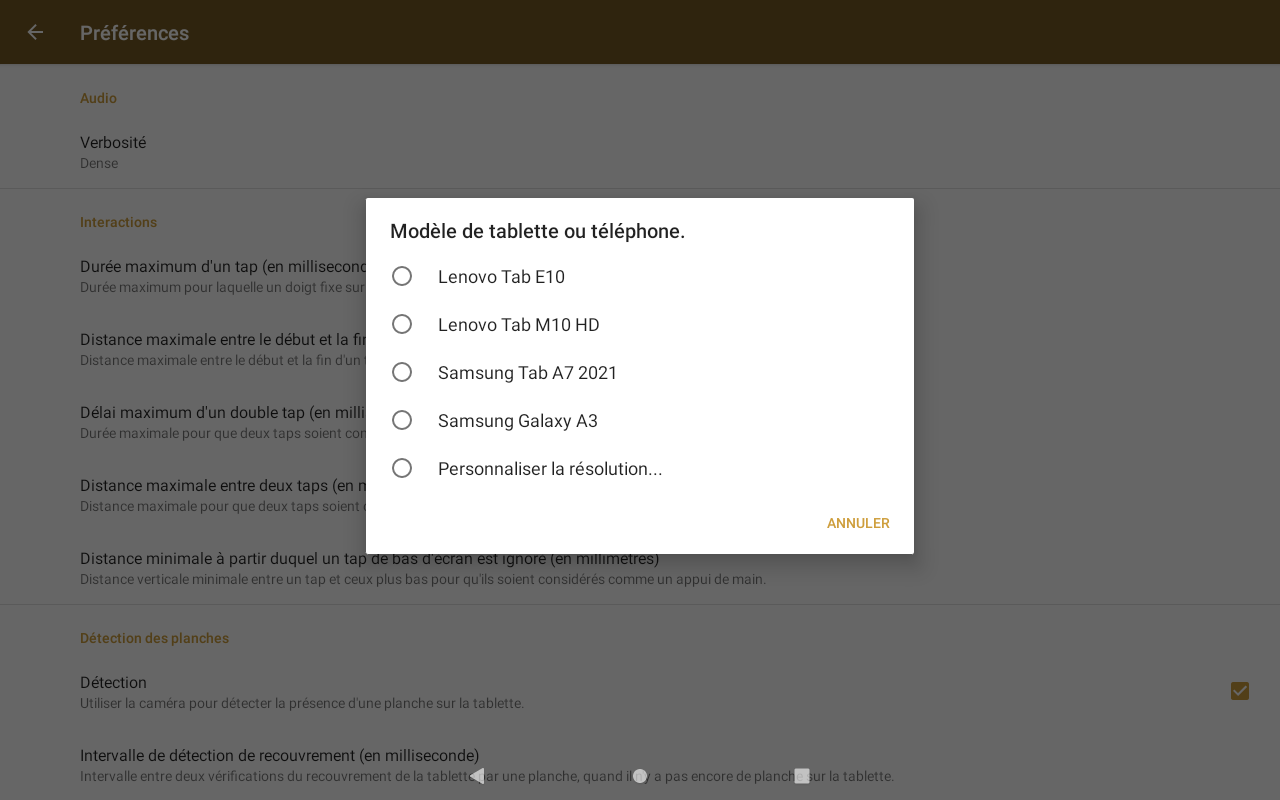 Préférences
Audio
Verbosité
Dense
Interactions
Durée maximum d'un tap (en milliseconde
Durée maximum pour laquelle un doigt fixe sur
Distance maximale entre le début et la fin
Distance maximale entre le début et la fin d'un
Délai maximum d'un double tap (en milli
Durée maximale pour que deux taps soient con
Distance maximale entre deux taps (en m
Distance maximale pour que deux taps soient
Distance minimale à partir duquel un tap de bas d'écran est ignoré (en millimètres)
Distance verticale minimale entre un tap et ceux plus bas pour qu'ils soient considérés comme un appui de main.
Modèle de tablette ou téléphone.
Lenovo Tab E10
Lenovo Tab M10 HD
Samsung Tab A7 2021
Samsung Galaxy A3
Personnaliser la résolution...
ANNULER
Détection des planches
Détection
Utiliser la caméra pour détecter la présence d'une planche sur la tablette.
Intervalle de détection de recouvrement (en milliseconde)
Intervalle entre deux vérifications du recouvrement de la tablette par une planche, quand il n'y a pas encore de planche sur la tablette.